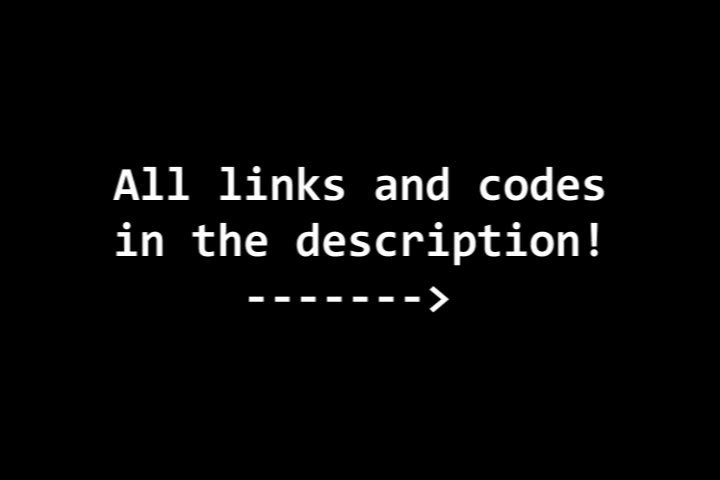 All links and codes
in the description!
------->